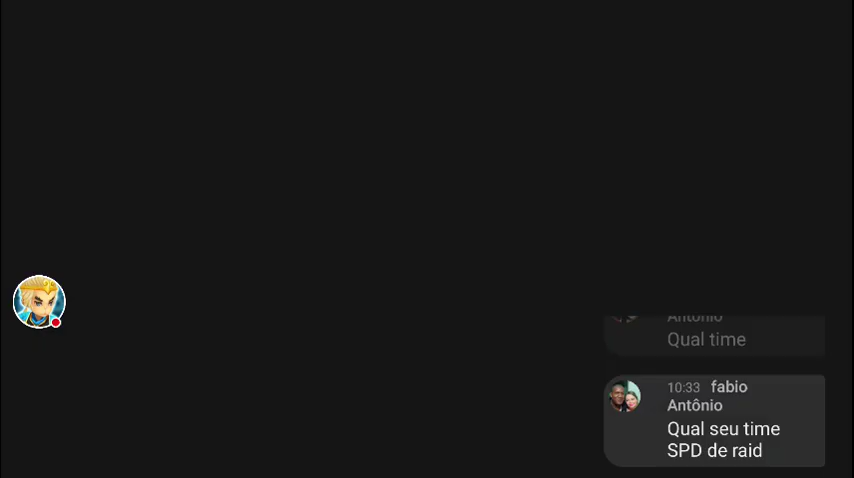 Antônio
Qual time
10:33 fabio
Antônio
Qual seu time
SPD de raid